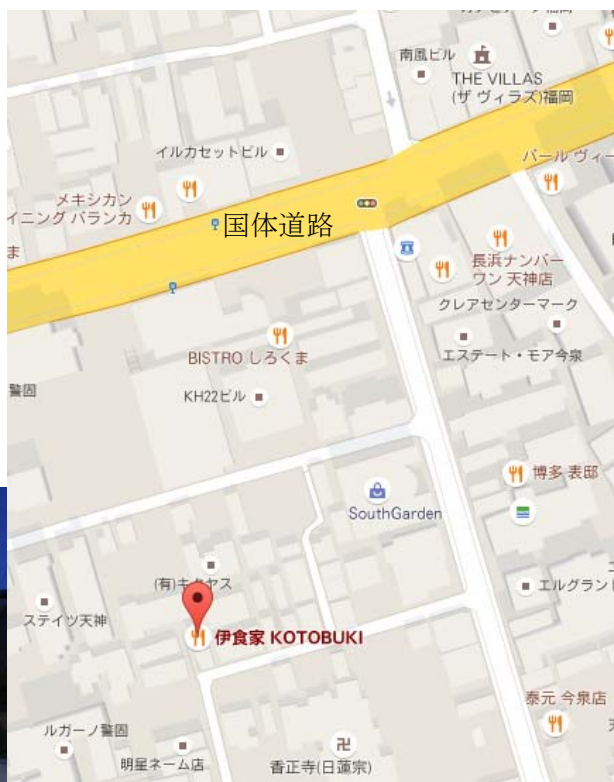 南風ビル
THE VILLAS
(ザ ヴィラズ)福岡
イルカセットビル
パール ヴィー
メキシカン
イニング バランカ
国体道路
ま
長浜ナンバー
ワン 天神店
クレアセンターマーク
BISTRO しろくま
エステート・モア今泉
警固
KH22ビル
博多 表邸
SouthGarden
(有)キクヤス
エルグラン
ステイツ天神
伊食家 KOTOBUKI
泰元 今泉店
ルガーノ警固
明星ネーム店
香正寺(日蓮宗)